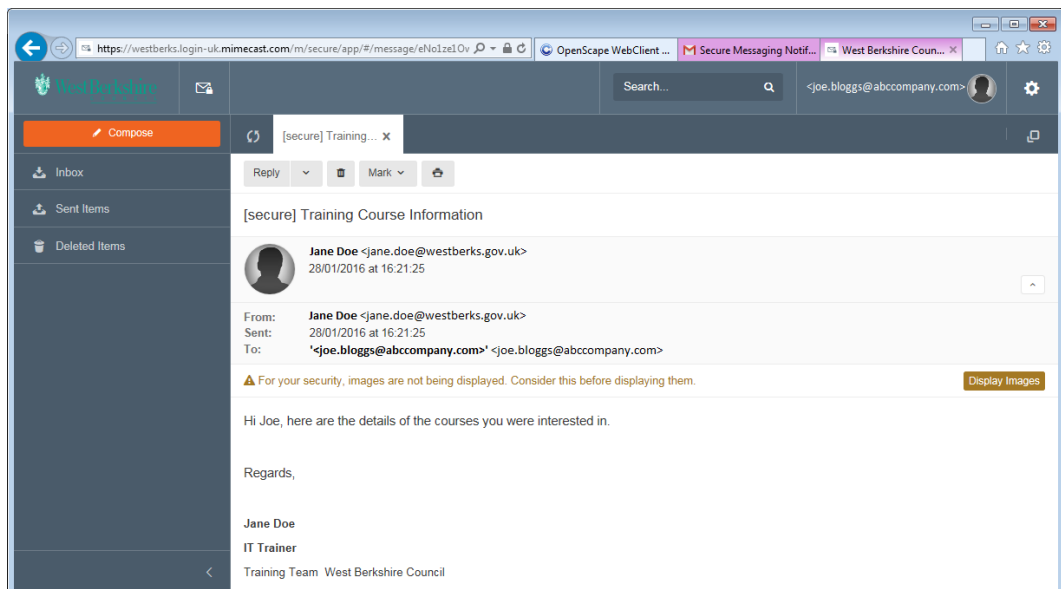 https://westberks.login-uk.mimecast.com/m/secure/app/#/message/eNo1ze1Ov
OpenScape WebClient ...
Secure Messaging Notif...
West Berkshire Coun...
West Berkshire
Search...
<joe.bloggs@abccompany.com>
Compose
[secure] Training...
Inbox
Sent Items
Deleted Items
Reply
Mark
[secure] Training Course Information
Jane Doe <jane.doe@westberks.gov.uk>
28/01/2016 at 16:21:25
From: Jane Doe <jane.doe@westberks.gov.uk>
Sent: 28/01/2016 at 16:21:25
To: '<joe.bloggs@abccompany.com>' <joe.bloggs@abccompany.com>
For your security, images are not being displayed. Consider this before displaying them.
Display Images
Hi Joe, here are the details of the courses you were interested in.
Regards,
Jane Doe
IT Trainer
Training Team West Berkshire Council